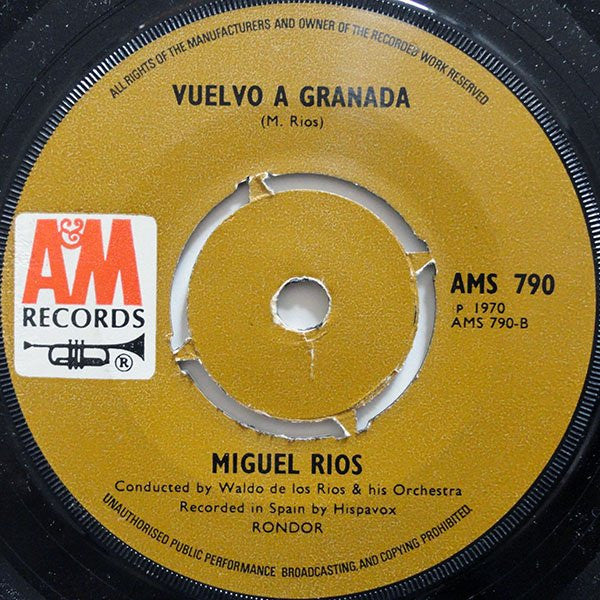 ALL RIGHTS OF THE MANUFACTURERS AND OWNER OF THE RECORDED WORK RESERVED
VUELVO A GRANADA
(M. Rios)
A&M
RECORDS
®
AMS 790
P 1970
AMS 790-B
MIGUEL RIOS
Conducted by Waldo de los Rios & his Orchestra
Recorded in Spain by Hispavox
RONDOR
UNAUTHORISED PUBLIC PERFORMANCE BROADCASTING, AND COPYING PROHIBITED.